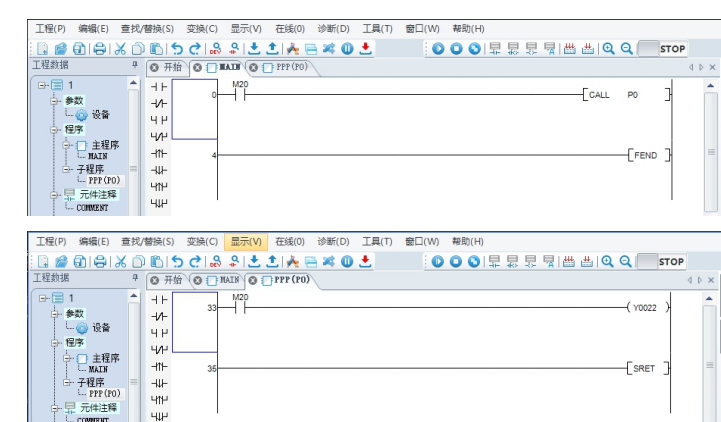 工程(P) 编辑(E) 查找/替换(S) 变换(C) 显示(V) 在线(0) 诊断(D) 工具(T) 窗口(W) 帮助(H)
DEV STOP
工程数据 开始 MAIN PPP(P0)
1
参数
设备
程序
主程序
MAIN
子程序
PPP(P0)
元件注释
COMMENT
M20
0 CALL P0
4 FEND
工程(P) 编辑(E) 查找/替换(S) 变换(C) 显示(V) 在线(0) 诊断(D) 工具(T) 窗口(W) 帮助(H)
DEV STOP
工程数据 开始 MAIN PPP(P0)
1
参数
设备
程序
主程序
MAIN
子程序
PPP(P0)
元件注释
COMMENT
M20
33 Y0022
35 SRET